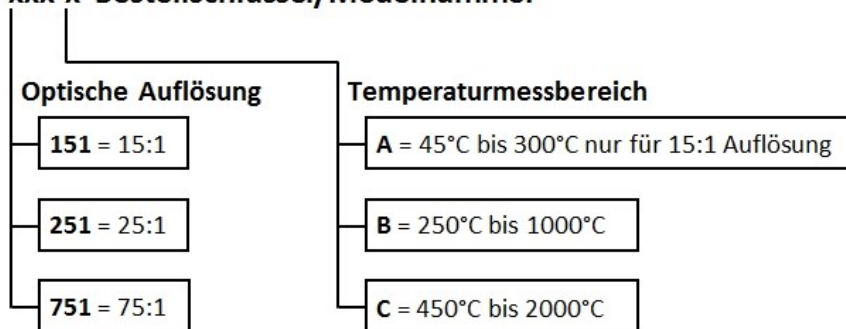 Optische Auflösung
Temperaturmessbereich
151 = 15:1
A = 45°C bis 300°C nur für 15:1 Auflösung
251 = 25:1
B = 250°C bis 1000°C
751 = 75:1
C = 450°C bis 2000°C